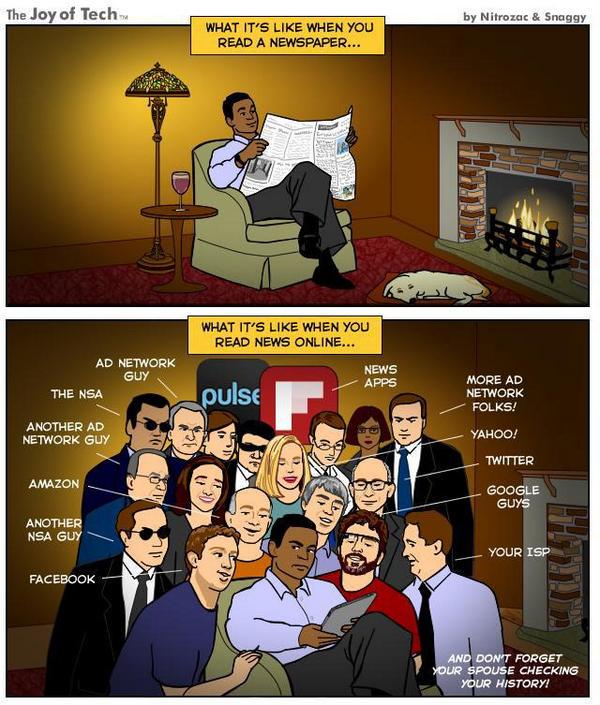 The Joy of Tech™
by Nitrozac & Snaggy
WHAT IT'S LIKE WHEN YOU
READ A NEWSPAPER...
WHAT IT'S LIKE WHEN YOU
READ NEWS ONLINE...
AD NETWORK
GUY
pulse
NEWS
APPS
THE NSA
MORE AD
NETWORK
FOLKS!
ANOTHER AD
NETWORK GUY
YAHOO!
TWITTER
AMAZON
GOOGLE
GUYS
ANOTHER
NSA GUY
YOUR ISP
FACEBOOK
AND DON'T FORGET
YOUR SPOUSE CHECKING
YOUR HISTORY!